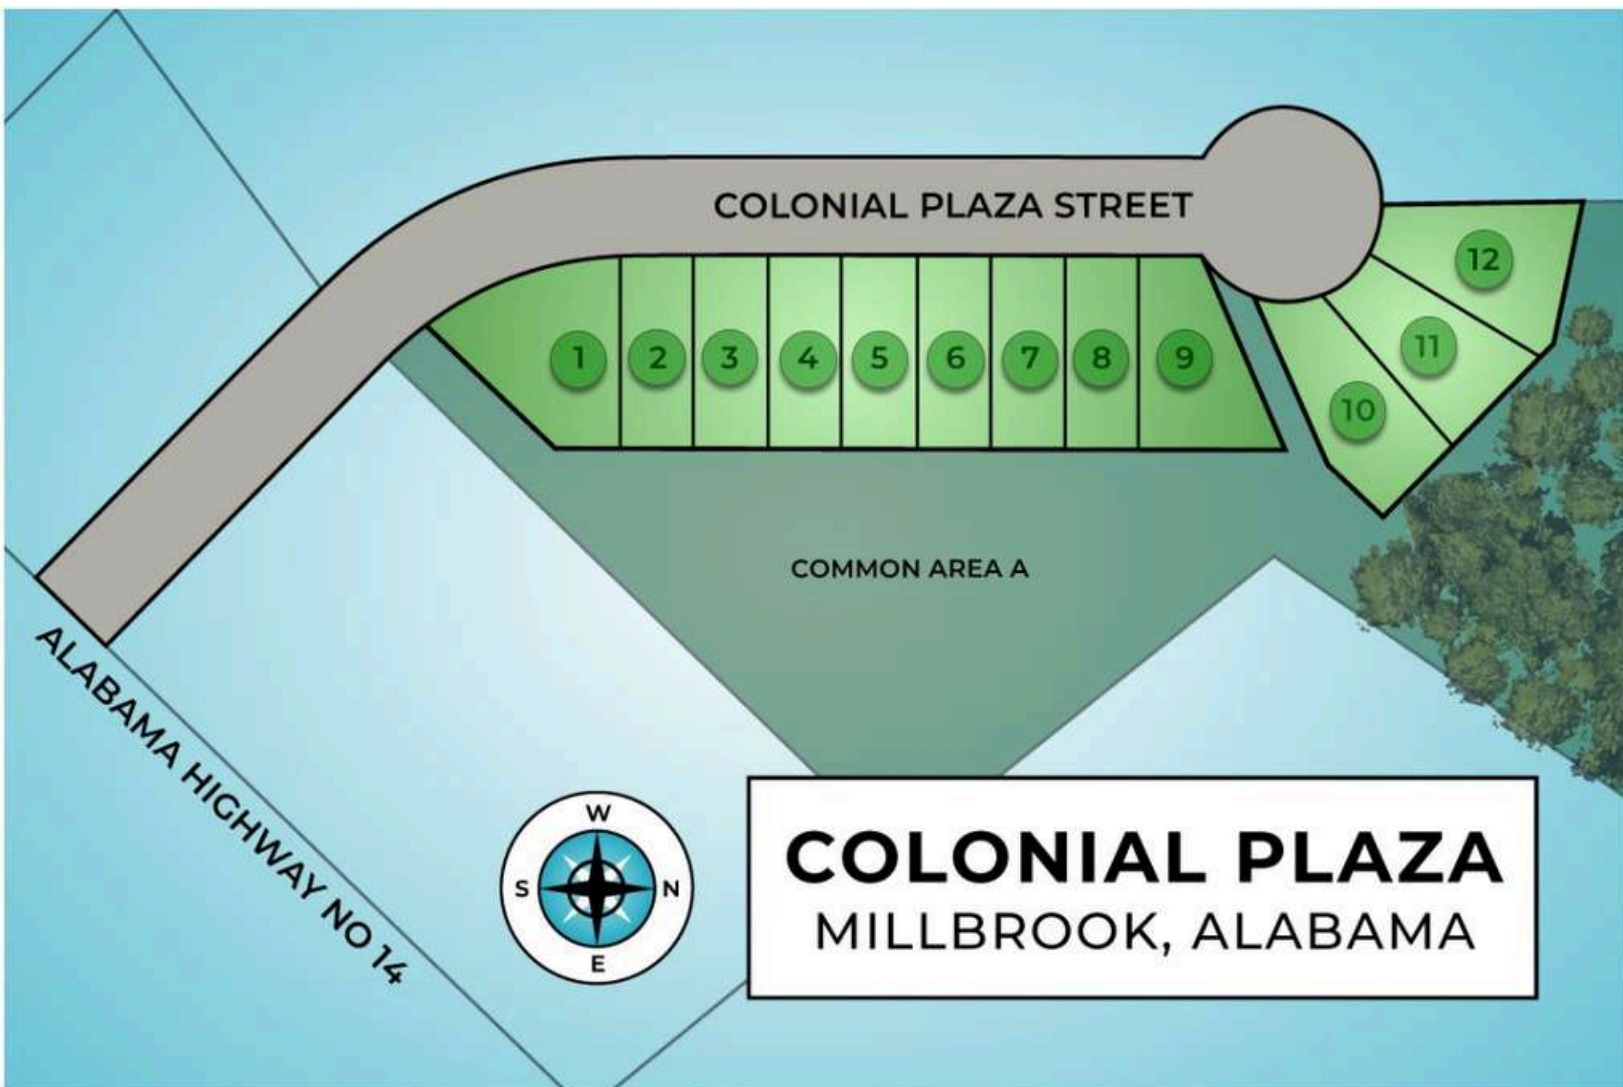 COLONIAL PLAZA STREET
12
1 2 3 4 5 6 7 8 9
11
10
COMMON AREA A
ALABAMA HIGHWAY NO 14
W
S N
E
COLONIAL PLAZA
MILLBROOK, ALABAMA